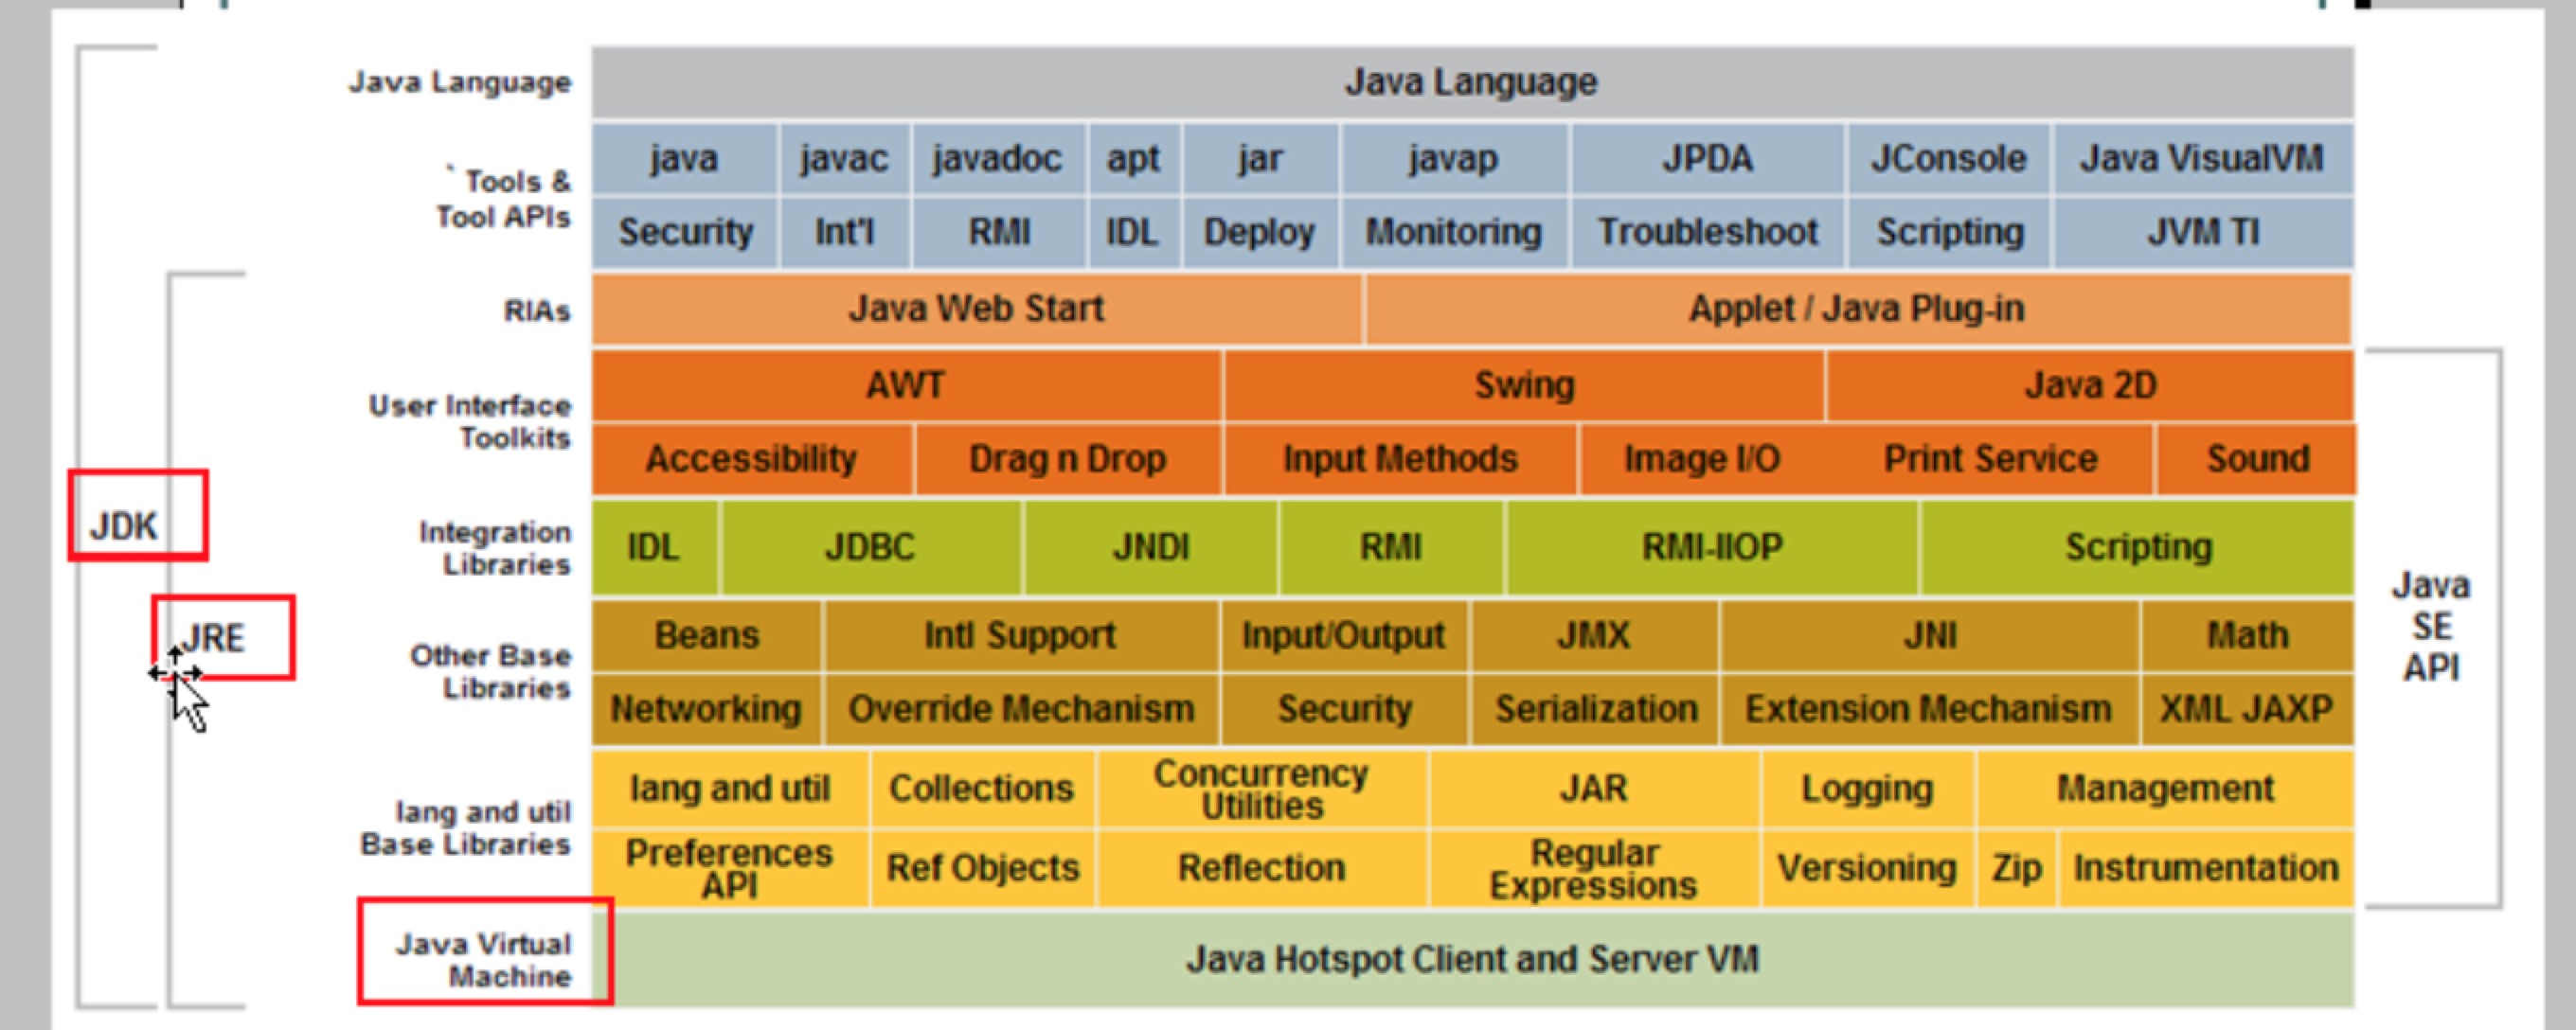 Java Language
Java Language
` Tools &
Tool APIs
java javac javadoc apt jar javap JPDA JConsole Java VisualVM
Security Int'l RMI IDL Deploy Monitoring Troubleshoot Scripting JVM TI
RIAs
Java Web Start Applet / Java Plug-in
User Interface
Toolkits
AWT Swing Java 2D
Accessibility Drag n Drop Input Methods Image I/O Print Service Sound
JDK
Integration
Libraries
IDL JDBC JNDI RMI RMI-IIOP Scripting
JRE
Other Base
Libraries
Beans Intl Support Input/Output JMX JNI Math
Networking Override Mechanism Security Serialization Extension Mechanism XML JAXP
Java
SE
API
lang and util
Base Libraries
lang and util Collections Concurrency
Utilities JAR Logging Management
Preferences
API Ref Objects Reflection Regular
Expressions Versioning Zip Instrumentation
Java Virtual
Machine
Java Hotspot Client and Server VM